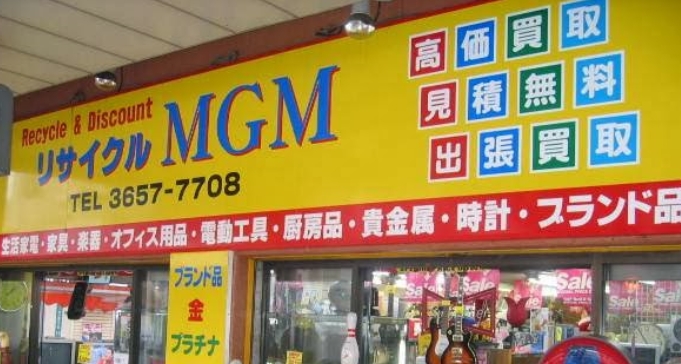 Recycle & Discount
リサイクル MGM
TEL 3657-7708
高価買取
見積無料
出張買取
生活家電・家具・楽器・オフィス用品・電動工具・厨房品・貴金属・時計・ブランド品
ブランド品
金
プラチナ
Sale
Sale
Sale
Sale